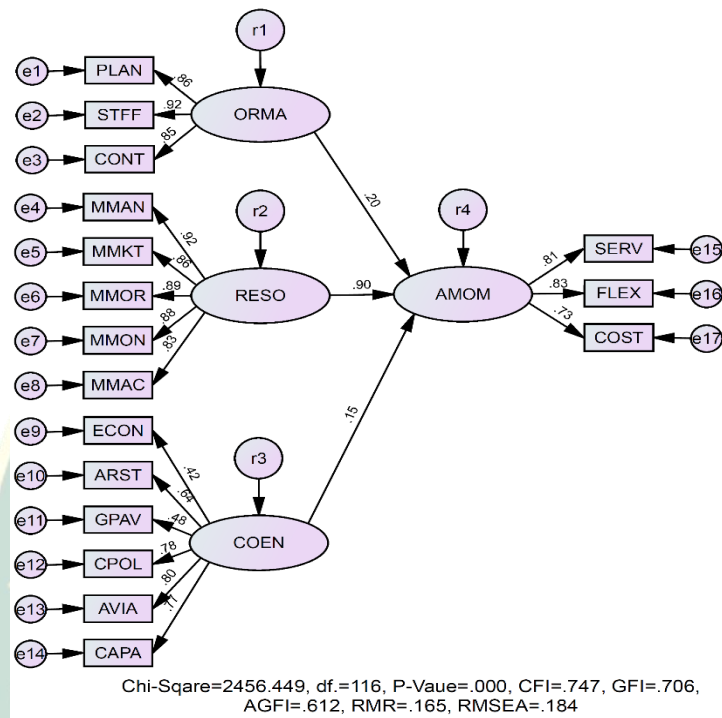 r1
e1 PLAN .86
e2 STFF .92 ORMA
e3 CONT .85
.20
e4 MMAN .92 r2 r4
e5 MMKT .86 SERV e15 .81
e6 MMOR .89 RESO .90 AMOM .83 FLEX e16
e7 MMON .88 .73 COST e17
e8 MMAC .83
.15
e9 ECON .42 r3
e10 ARST .64
e11 GPAV .48
e12 CPOL .78 COEN
e13 AVIA .80
e14 CAPA .77
Chi-Sqare=2456.449, df.=116, P-Vaue=.000, CFI=.747, GFI=.706,
AGFI=.612, RMR=.165, RMSEA=.184